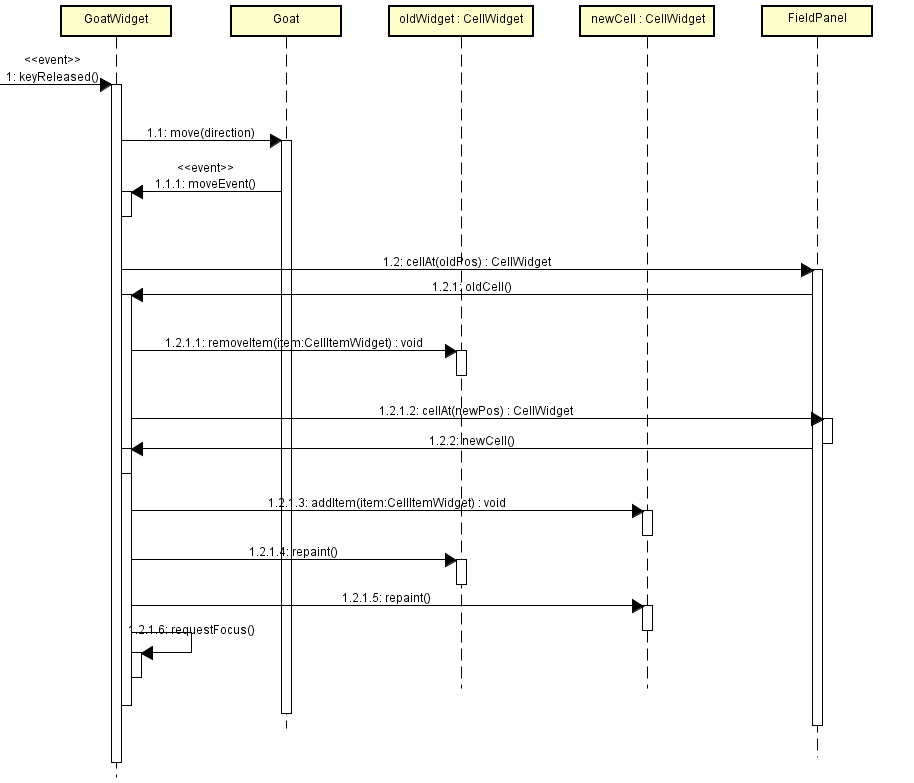 GoatWidget
Goat
oldWidget : CellWidget
newCell : CellWidget
FieldPanel
<<event>>
1: keyReleased()
1.1: move(direction)
<<event>>
1.1.1: moveEvent()
1.2: cellAt(oldPos) : CellWidget
1.2.1: oldCell()
1.2.1.1: removeItem(item:CellItemWidget) : void
1.2.1.2: cellAt(newPos) : CellWidget
1.2.2: newCell()
1.2.1.3: addItem(item:CellItemWidget) : void
1.2.1.4: repaint()
1.2.1.5: repaint()
1.2.1.6: requestFocus()